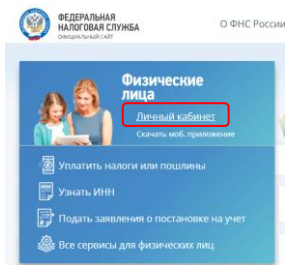 ФЕДЕРАЛЬНАЯ
НАЛОГОВАЯ СЛУЖБА
ОФИЦИАЛЬНЫЙ САЙТ
О ФНС России
Физические
лица
Личный кабинет
Скачать моб. приложение
Уплатить налоги или пошлины
Узнать ИНН
Подать заявления о постановке на учет
Все сервисы для физических лиц